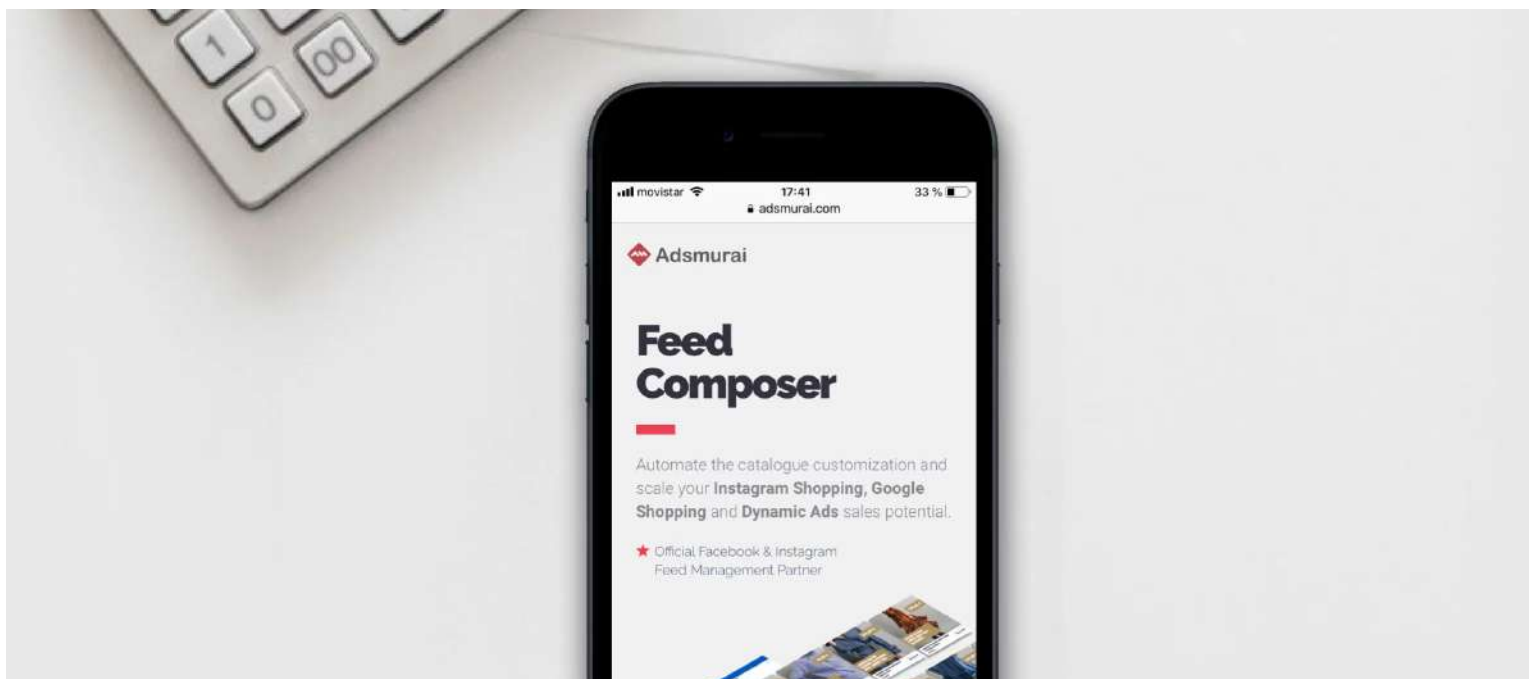 1
00
0
movistar
17:41
33 %
adsmurai.com
Adsmurai
Feed
Composer
Automate the catalogue customization and
scale your Instagram Shopping, Google
Shopping and Dynamic Ads sales potential.
Official Facebook & Instagram
Feed Management Partner